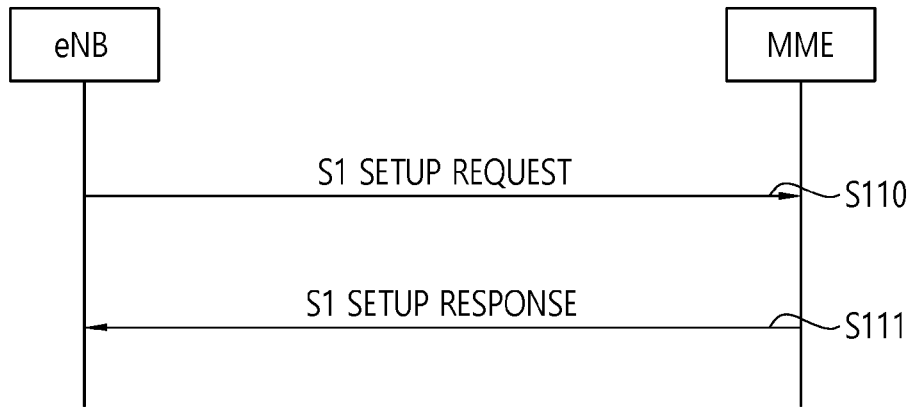 eNB
MME
S1 SETUP REQUEST
S110
S1 SETUP RESPONSE
S111